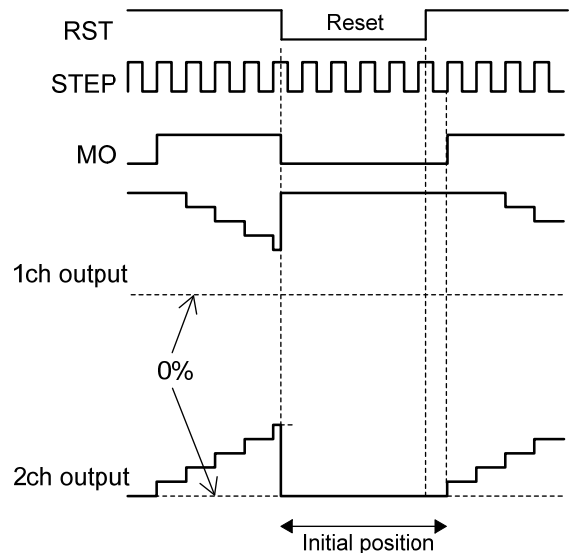 RST
Reset
STEP
MO
1ch output
0%
2ch output
Initial position